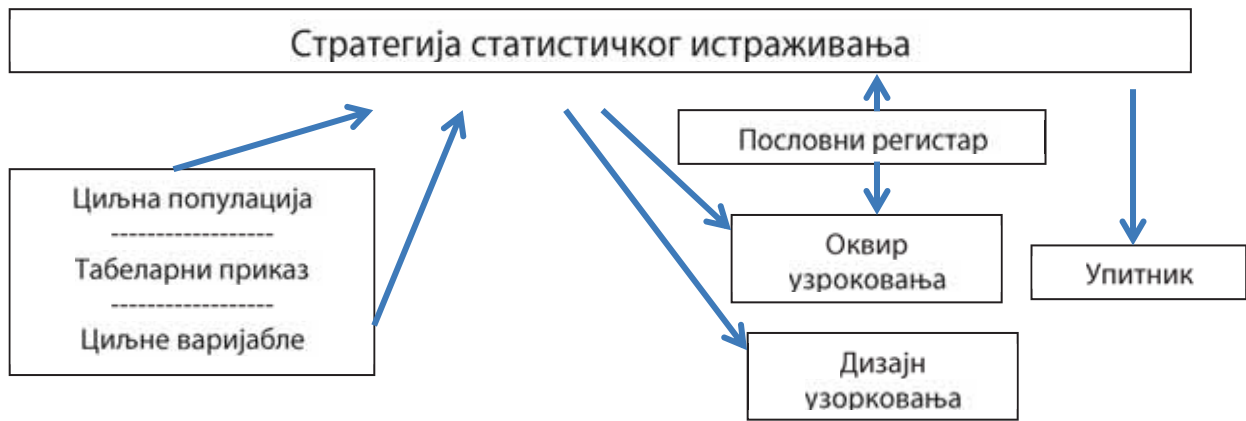 Стратегија статистичког истраживања
Пословни регистар
Циљна популација
------------------
Табеларни приказ
------------------
Циљне варијабле
Оквир
узроковања
Упитник
Дизајн
узорковања